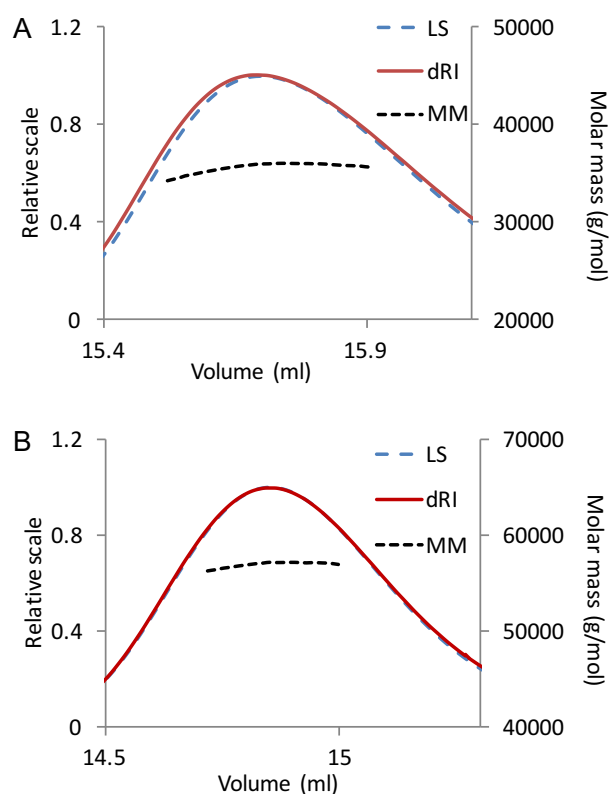 A
1.2
0.8
0.4
0
Relative scale
15.4
15.9
Volume (ml)
LS
dRI
MM
50000
40000
30000
20000
Molar mass (g/mol)
B
1.2
0.8
0.4
0
Relative scale
14.5
15
Volume (ml)
LS
dRI
MM
70000
60000
50000
40000
Molar mass (g/mol)